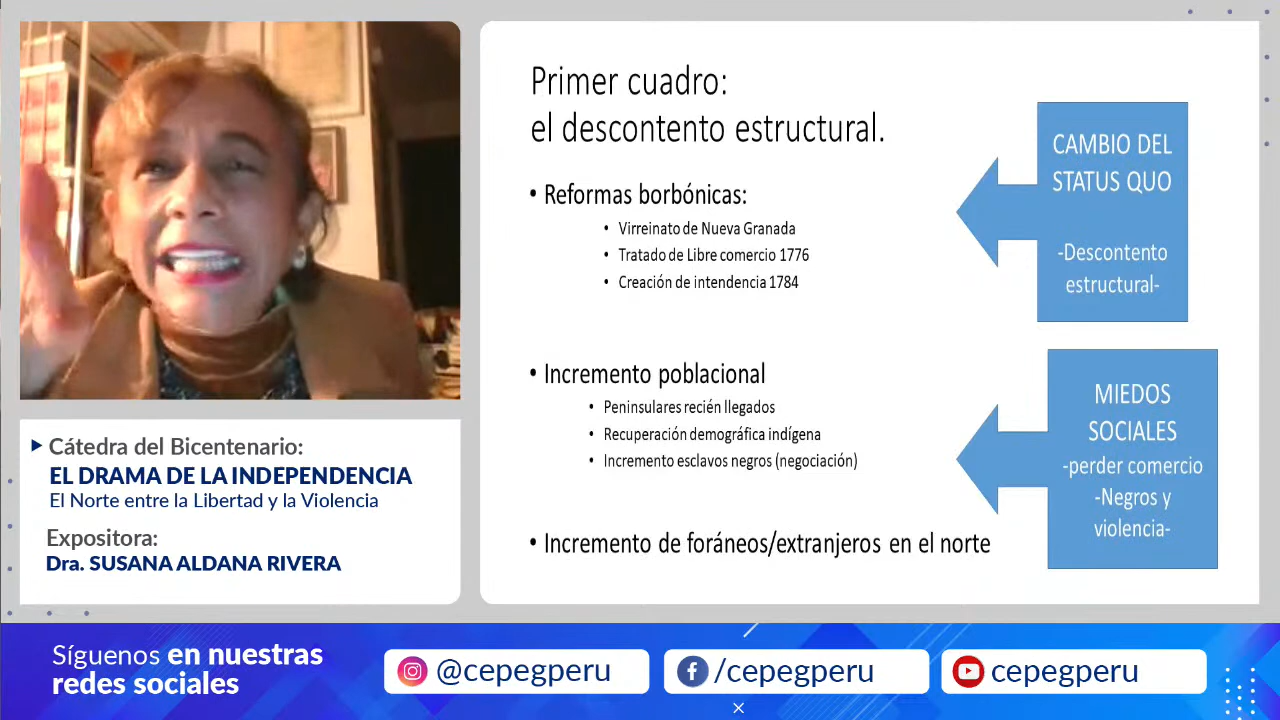 Primer cuadro:
el descontento estructural.
• Reformas borbónicas:
• Virreinato de Nueva Granada
• Tratado de Libre comercio 1776
• Creación de intendencia 1784
• Incremento poblacional
• Peninsulares recién llegados
• Recuperación demográfica indígena
• Incremento esclavos negros (negociación)
• Incremento de foráneos/extranjeros en el norte
CAMBIO DEL
STATUS QUO
-Descontento
estructural-
MIEDOS
SOCIALES
-perder comercio
-Negros y
violencia-
Cátedra del Bicentenario:
EL DRAMA DE LA INDEPENDENCIA
El Norte entre la Libertad y la Violencia
Expositora:
Dra. SUSANA ALDANA RIVERA
Síguenos en nuestras
redes sociales
@cepegperu
/cepegperu
cepegperu